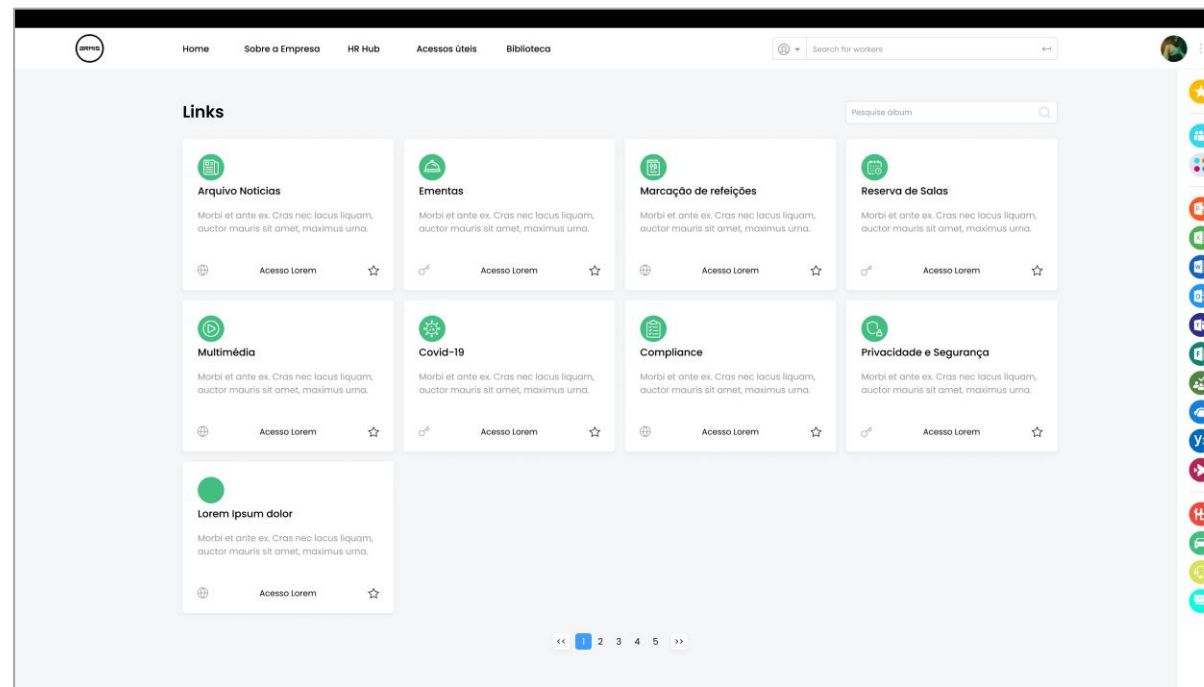 ARMIS
Home Sobre a Empresa HR Hub Acessos úteis Biblioteca
Search for workers
Links
Pesquise álbum
Arquivo Notícias
Morbi et ante ex. Cras nec lacus liquam,
auctor mauris sit amet, maximus urna.
Acesso Lorem
Ementas
Morbi et ante ex. Cras nec lacus liquam,
auctor mauris sit amet, maximus urna.
Acesso Lorem
Marcação de refeições
Morbi et ante ex. Cras nec lacus liquam,
auctor mauris sit amet, maximus urna.
Acesso Lorem
Reserva de Salas
Morbi et ante ex. Cras nec lacus liquam,
auctor mauris sit amet, maximus urna.
Acesso Lorem
Multimédia
Morbi et ante ex. Cras nec lacus liquam,
auctor mauris sit amet, maximus urna.
Acesso Lorem
Covid-19
Morbi et ante ex. Cras nec lacus liquam,
auctor mauris sit amet, maximus urna.
Acesso Lorem
Compliance
Morbi et ante ex. Cras nec lacus liquam,
auctor mauris sit amet, maximus urna.
Acesso Lorem
Privacidade e Segurança
Morbi et ante ex. Cras nec lacus liquam,
auctor mauris sit amet, maximus urna.
Acesso Lorem
Lorem Ipsum dolor
Morbi et ante ex. Cras nec lacus liquam,
auctor mauris sit amet, maximus urna.
Acesso Lorem
<< 1 2 3 4 5 >>